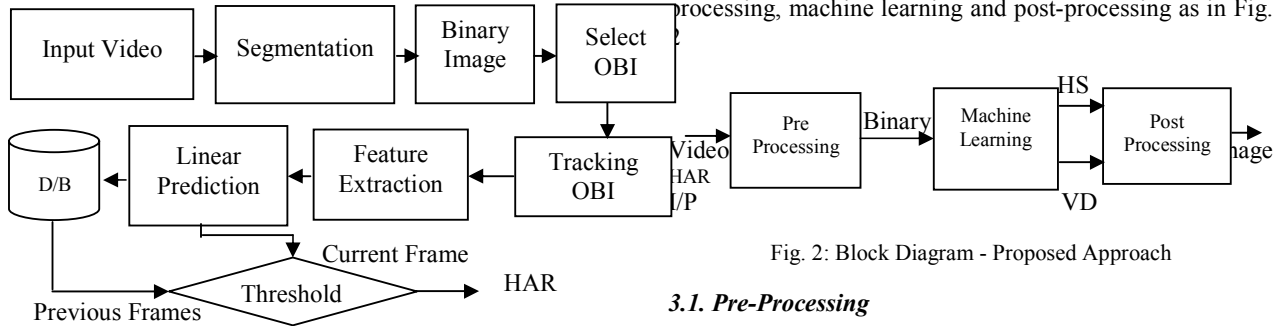 Input Video
Segmentation
Binary
Image
Select
OBI
D/B
Linear
Prediction
Feature
Extraction
Tracking
OBI
Current Frame
Previous Frames
Threshold
HAR
processing, machine learning and post-processing as in Fig.
2
Video
HAR
I/P
Pre
Processing
Binary
Machine
Learning
HS
VD
Post
Processing
mage
Fig. 2: Block Diagram - Proposed Approach
3.1. Pre-Processing